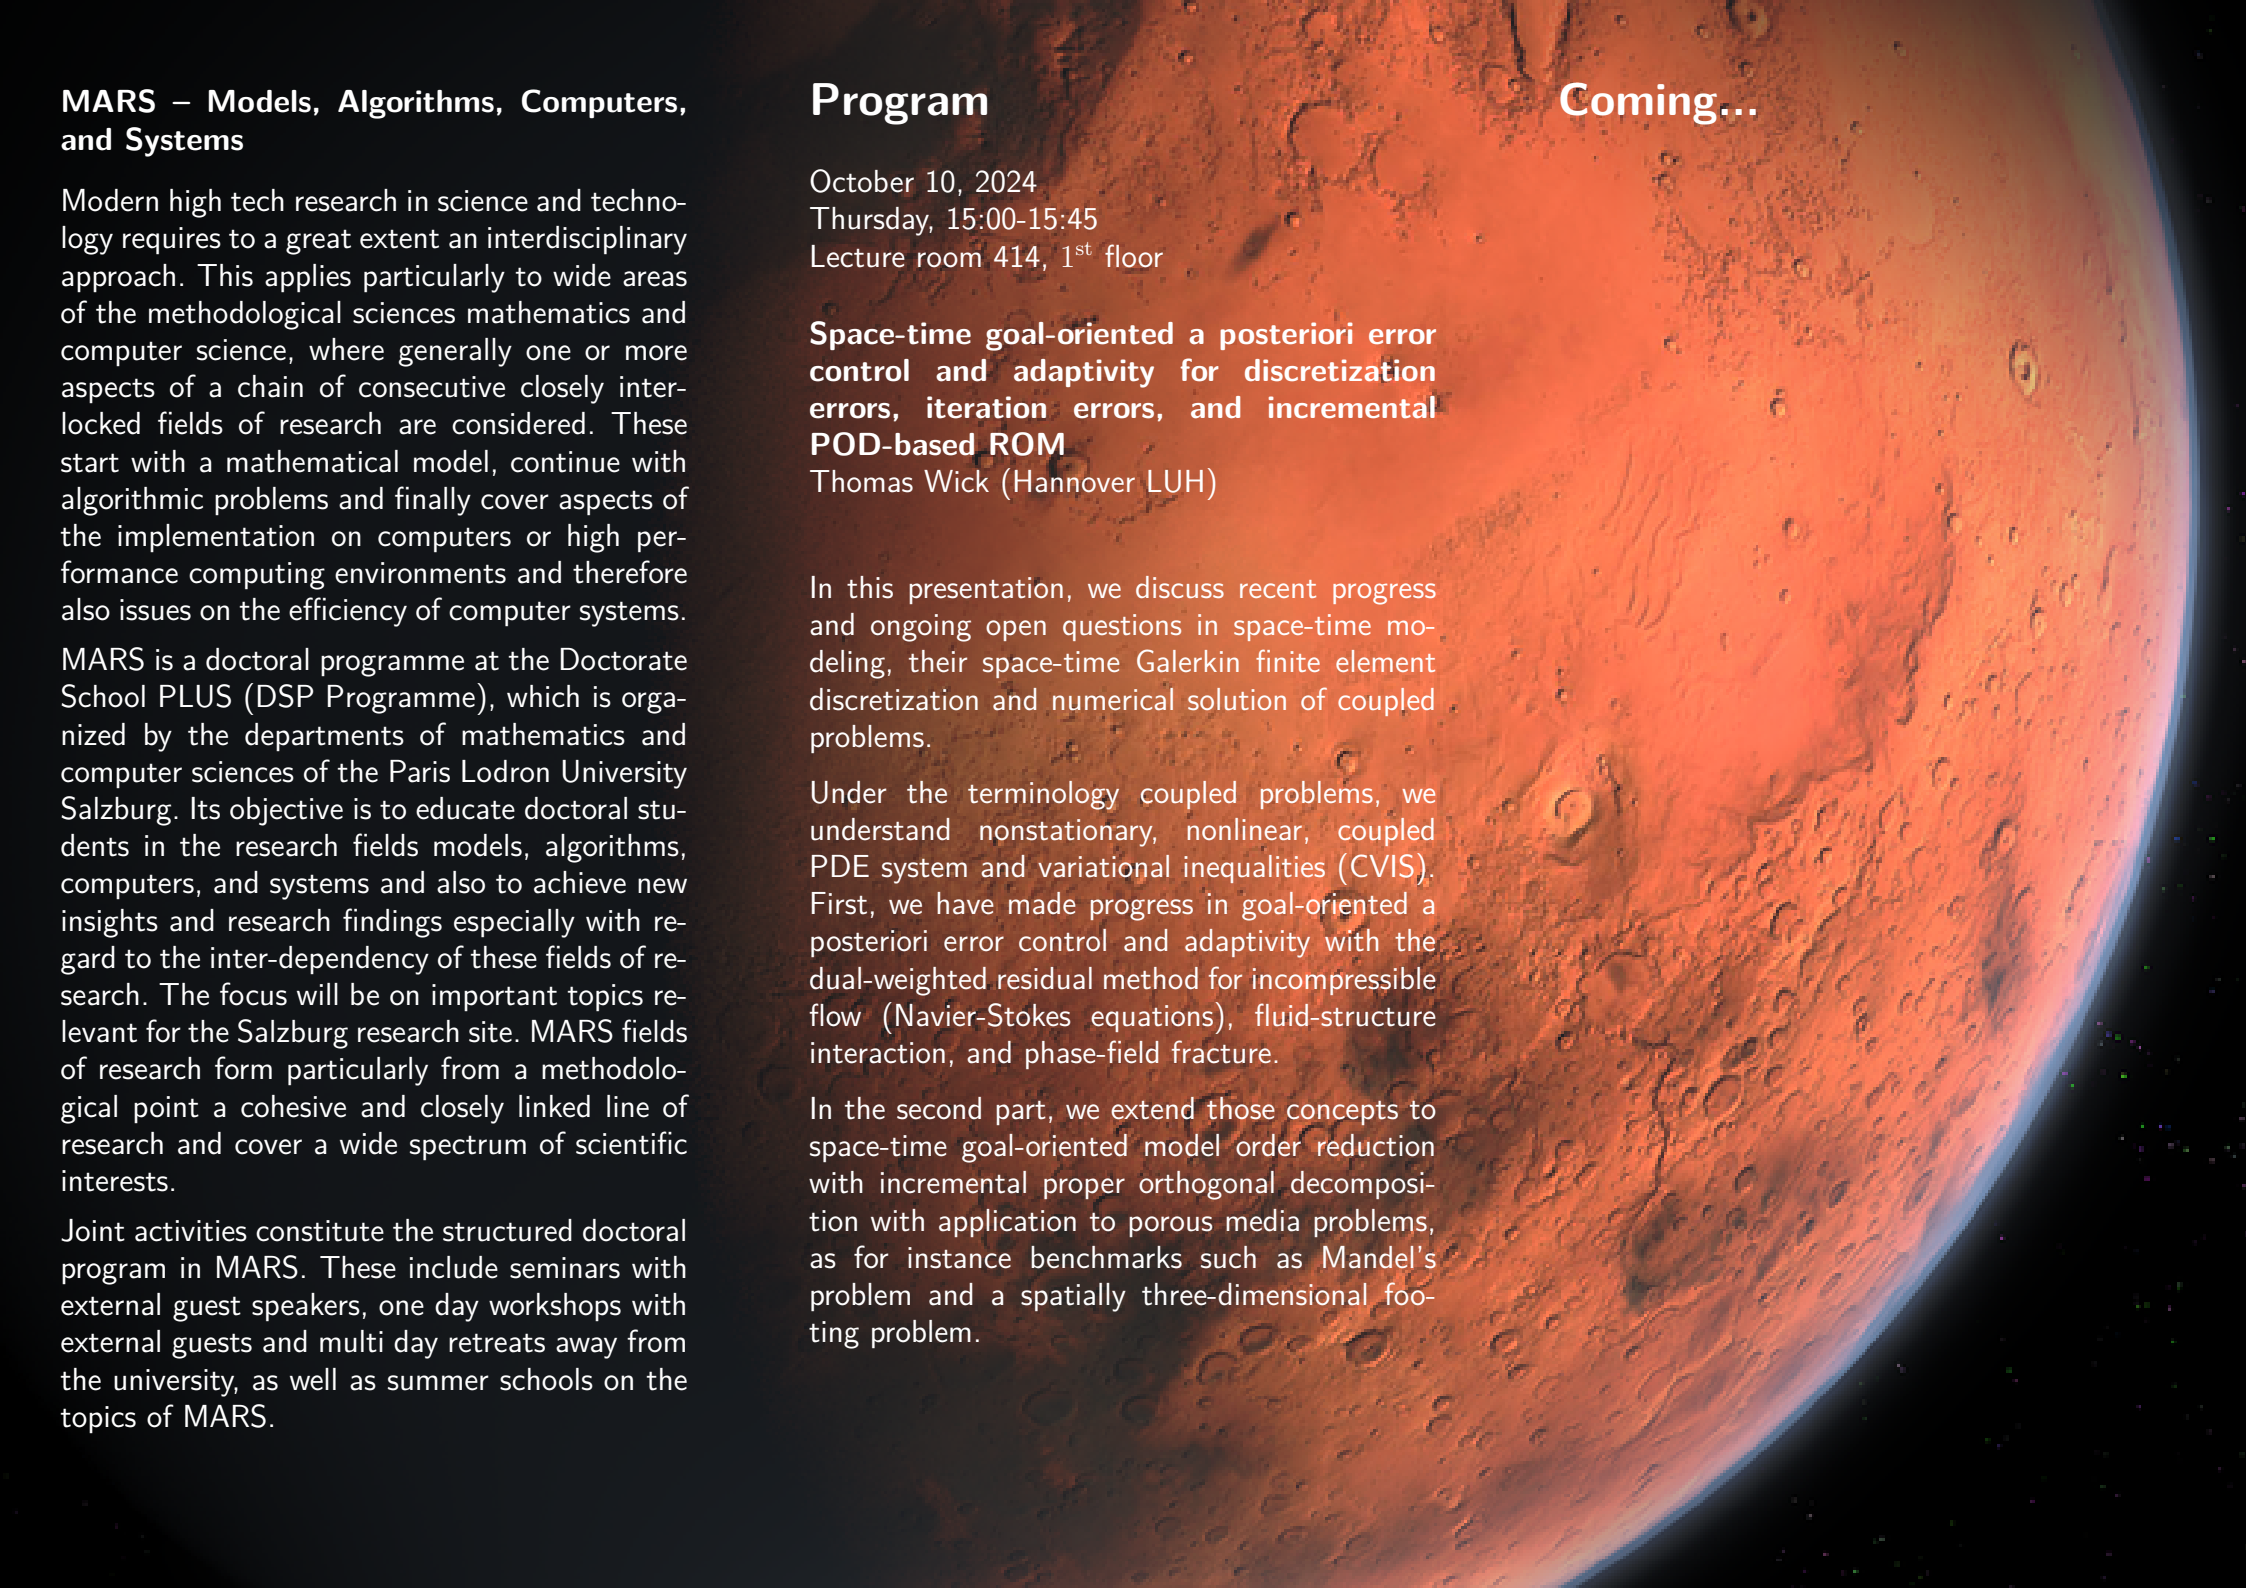 MARS – Models, Algorithms, Computers,
and Systems
Modern high tech research in science and techno-
logy requires to a great extent an interdisciplinary
approach. This applies particularly to wide areas
of the methodological sciences mathematics and
computer science, where generally one or more
aspects of a chain of consecutive closely inter-
locked fields of research are considered. These
start with a mathematical model, continue with
algorithmic problems and finally cover aspects of
the implementation on computers or high per-
formance computing environments and therefore
also issues on the efficiency of computer systems.
MARS is a doctoral programme at the Doctorate
School PLUS (DSP Programme), which is orga-
nized by the departments of mathematics and
computer sciences of the Paris Lodron University
Salzburg. Its objective is to educate doctoral stu-
dents in the research fields models, algorithms,
computers, and systems and also to achieve new
insights and research findings especially with re-
gard to the inter-dependency of these fields of re-
search. The focus will be on important topics re-
levant for the Salzburg research site. MARS fields
of research form particularly from a methodolo-
gical point a cohesive and closely linked line of
research and cover a wide spectrum of scientific
interests.
Joint activities constitute the structured doctoral
program in MARS. These include seminars with
external guest speakers, one day workshops with
external guests and multi day retreats away from
the university, as well as summer schools on the
topics of MARS.
Program
October 10, 2024
Thursday, 15:00-15:45
Lecture room 414, 1st floor
Space-time goal-oriented a posteriori error
control and adaptivity for discretization
errors, iteration errors, and incremental
POD-based ROM
Thomas Wick (Hannover LUH)
In this presentation, we discuss recent progress
and ongoing open questions in space-time mo-
deling, their space-time Galerkin finite element
discretization and numerical solution of coupled
problems.
Under the terminology coupled problems, we
understand nonstationary, nonlinear, coupled
PDE system and variational inequalities (CVIS).
First, we have made progress in goal-oriented a
posteriori error control and adaptivity with the
dual-weighted residual method for incompressible
flow (Navier-Stokes equations), fluid-structure
interaction, and phase-field fracture.
In the second part, we extend those concepts to
space-time goal-oriented model order reduction
with incremental proper orthogonal decomposi-
tion with application to porous media problems,
as for instance benchmarks such as Mandel's
problem and a spatially three-dimensional foo-
ting problem.
Coming...